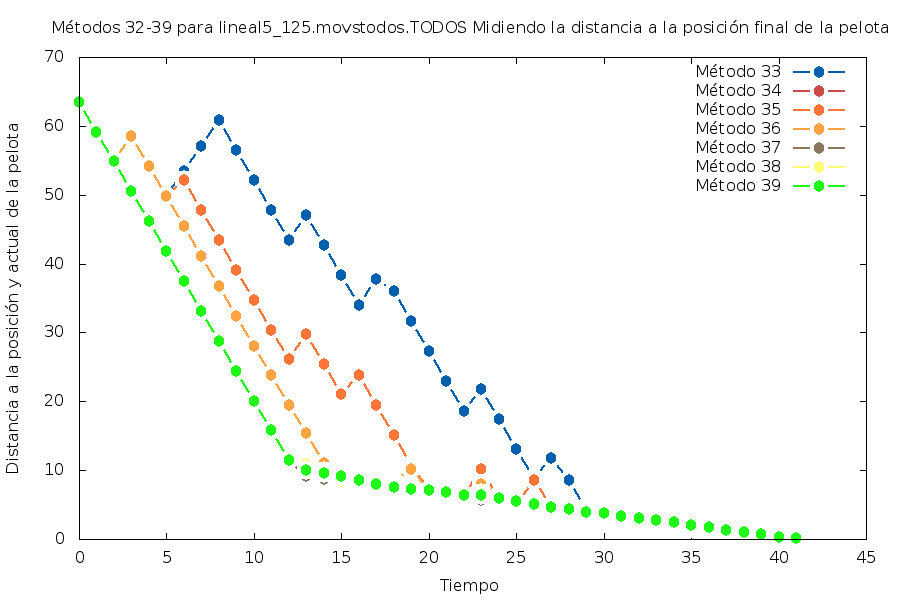 Métodos 32-39 para lineal5_125.movstodos.TODOS Midiendo la distancia a la posición final de la pelota
Distancia a la posición y actual de la pelota
70
60
50
40
30
20
10
0
Método 33
Método 34
Método 35
Método 36
Método 37
Método 38
Método 39
0 5 10 15 20 25 30 35 40 45
Tiempo